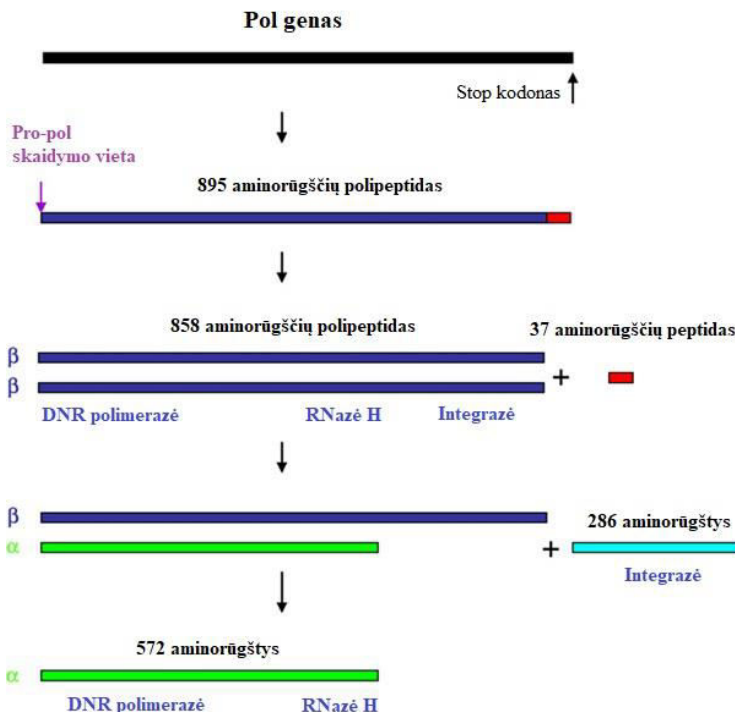 Pol genas
Stop kodonas
Pro-pol
skaidymo vieta
895 aminorūgščių polipeptidas
858 aminorūgščių polipeptidas
37 aminorūgščių peptidas
β
+
β
DNR polimerazė RNazė H Integrazė
β
286 aminorūgštys
α
+
Integrazė
572 aminorūgštys
α
DNR polimerazė RNazė H